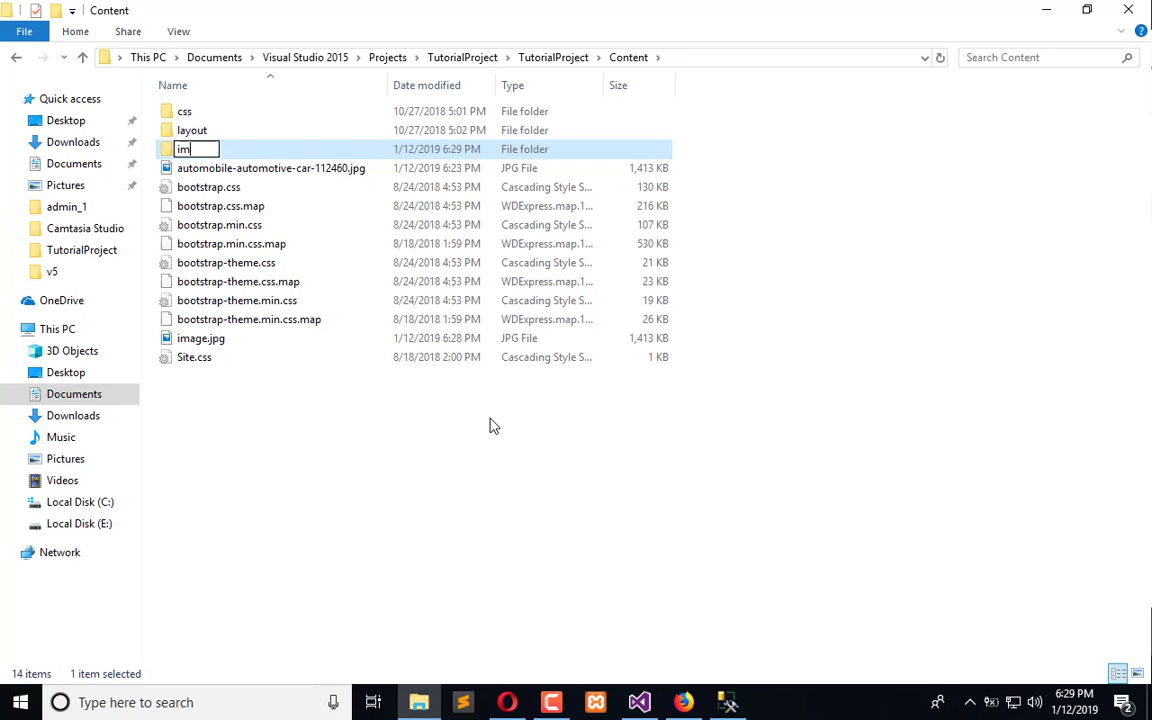 Content
File Home Share View
This PC Documents Visual Studio 2015 Projects TutorialProject TutorialProject Content Search Content
Name Date modified Type Size
Quick access
Desktop
Downloads
Documents
Pictures
admin_1
Camtasia Studio
TutorialProject
v5
OneDrive
This PC
3D Objects
Desktop
Documents
Downloads
Music
Pictures
Videos
Local Disk (C:)
Local Disk (E:)
Network
css 10/27/2018 5:01 PM File folder
layout 10/27/2018 5:02 PM File folder
im 1/12/2019 6:29 PM File folder
automobile-automotive-car-112460.jpg 1/12/2019 6:23 PM JPG File 1,413 KB
bootstrap.css 8/24/2018 4:53 PM Cascading Style S... 130 KB
bootstrap.css.map 8/24/2018 4:53 PM WDExpress.map.1... 216 KB
bootstrap.min.css 8/24/2018 4:53 PM Cascading Style S... 107 KB
bootstrap.min.css.map 8/18/2018 1:59 PM WDExpress.map.1... 530 KB
bootstrap-theme.css 8/24/2018 4:53 PM Cascading Style S... 21 KB
bootstrap-theme.css.map 8/24/2018 4:53 PM WDExpress.map.1... 23 KB
bootstrap-theme.min.css 8/24/2018 4:53 PM Cascading Style S... 19 KB
bootstrap-theme.min.css.map 8/18/2018 1:59 PM WDExpress.map.1... 26 KB
image.jpg 1/12/2019 6:28 PM JPG File 1,413 KB
Site.css 8/18/2018 2:00 PM Cascading Style S... 1 KB
14 items 1 item selected
Type here to search
6:29 PM
1/12/2019
2